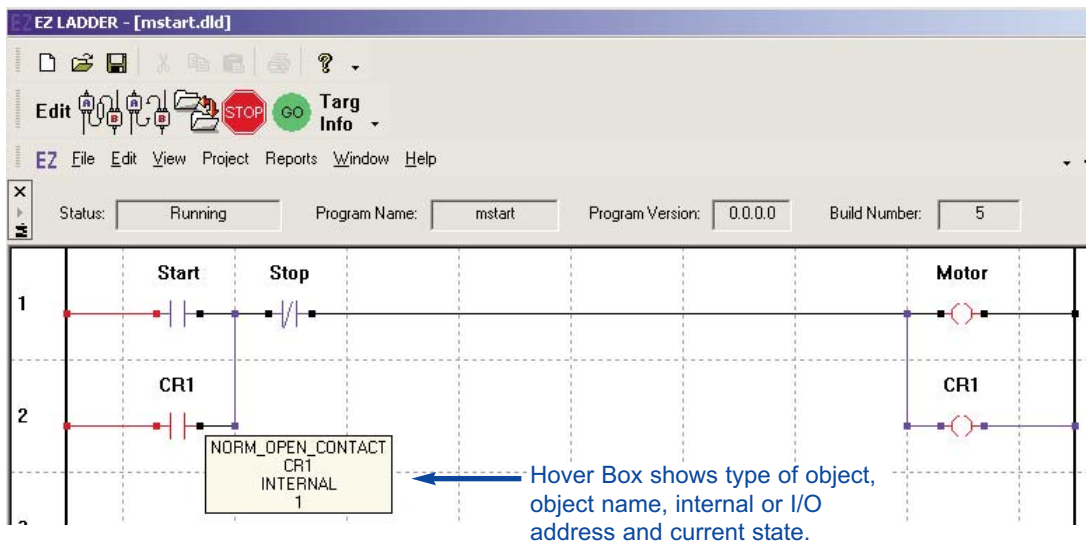 EZ EZ LADDER - [mstart.dld]
Edit A B A B STOP GO Targ Info
EZ File Edit View Project Reports Window Help
Status: Running Program Name: mstart Program Version: 0.0.0.0 Build Number: 5
Start Stop Motor
1
CR1 CR1
2
NORM_OPEN_CONTACT
CR1
INTERNAL
1
Hover Box shows type of object,
object name, internal or I/O
address and current state.